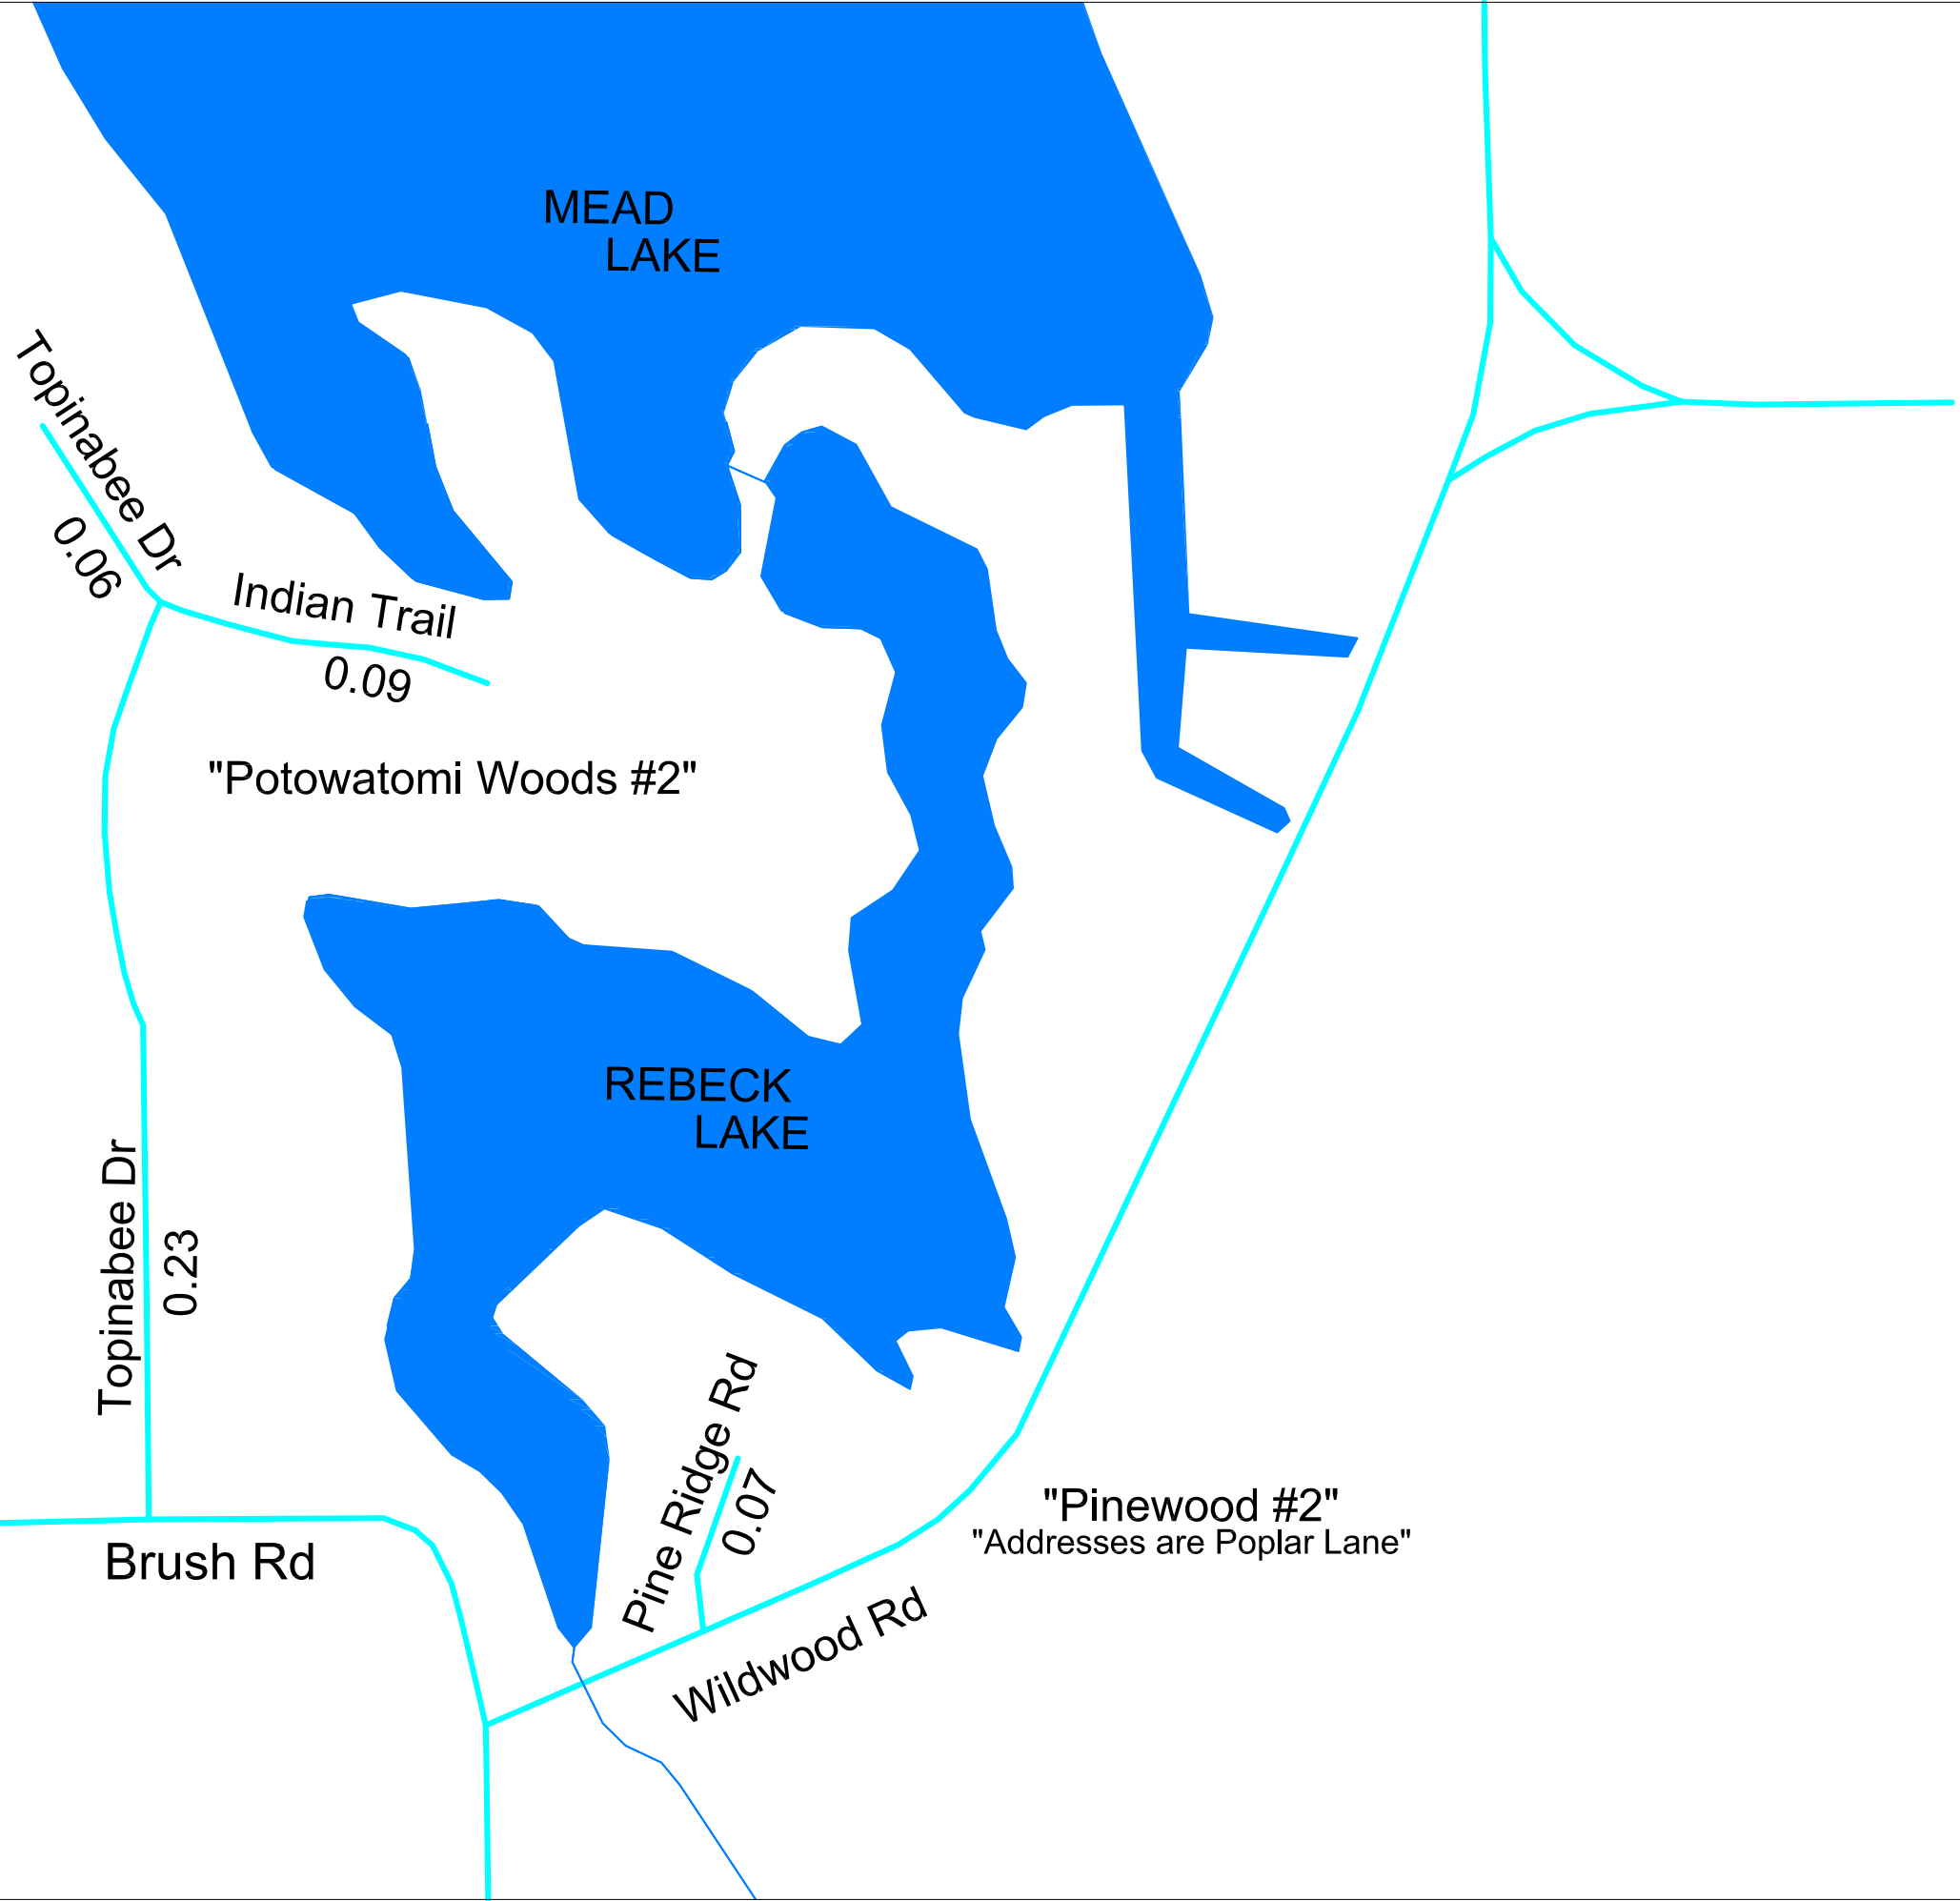 MEAD
LAKE
Topinabee Dr
0.06
Indian Trail
0.09
"Potowatomi Woods #2"
REBECK
LAKE
Topinabee Dr
0.23
Pine Ridge Rd
0.07
"Pinewood #2"
"Addresses are Poplar Lane"
Brush Rd
Wildwood Rd